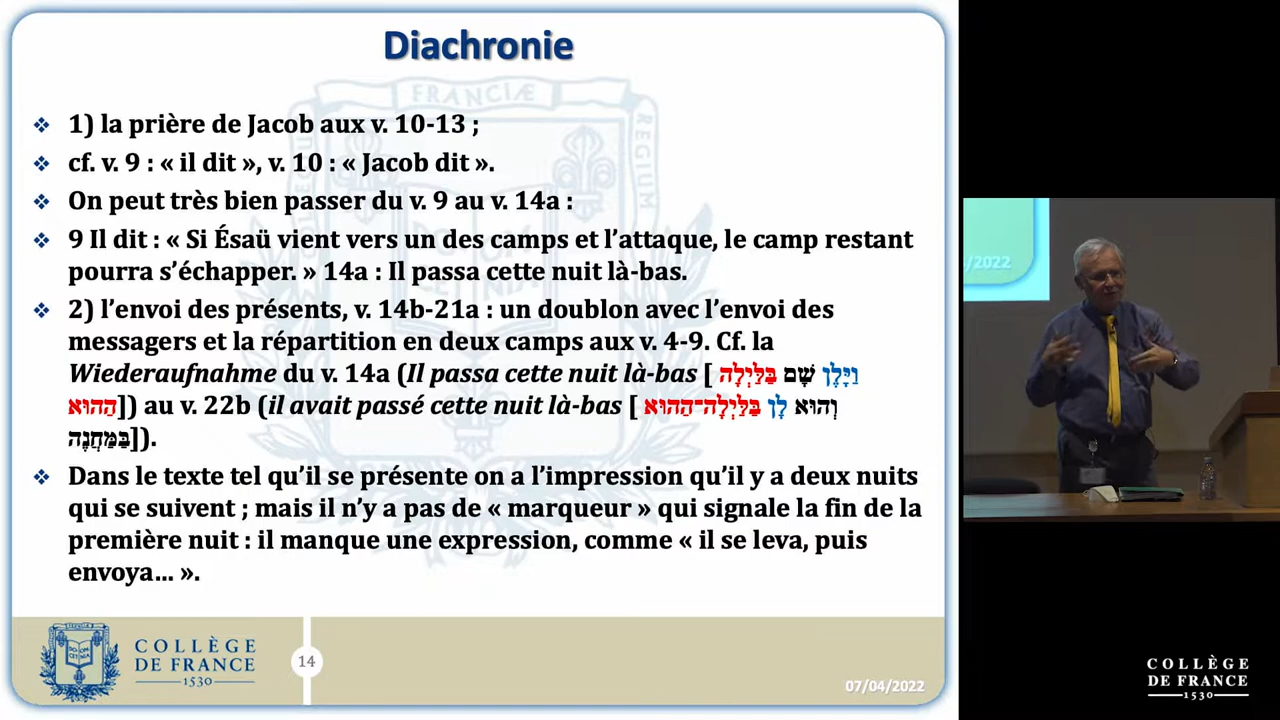 Diachronie
FRANCIÆ
REGIUM
❖ 1) la prière de Jacob aux v. 10-13 ;
❖ cf. v. 9 : « il dit », v. 10 : « Jacob dit ».
❖ On peut très bien passer du v. 9 au v. 14a :
❖ 9 Il dit : « Si Ésaü vient vers un des camps et l’attaque, le camp restant
pourra s’échapper. » 14a : Il passa cette nuit là-bas.
❖ 2) l’envoi des présents, v. 14b-21a : un doublon avec l’envoi des
messagers et la répartition en deux camps aux v. 4-9. Cf. la
Wiederaufnahme du v. 14a (Il passa cette nuit là-bas [ וַיָּלֶן שָׁם בַּלַּיְלָה
הַהוּא]) au v. 22b (il avait passé cette nuit là-bas [ וְהוּא לָן בַּלַּיְלָה־הַהוּא
בַּמַּחֲנֶה]).
❖ Dans le texte tel qu’il se présente on a l’impression qu’il y a deux nuits
qui se suivent ; mais il n’y a pas de « marqueur » qui signale la fin de la
première nuit : il manque une expression, comme « il se leva, puis
envoya… ».
COLLÈGE
DE FRANCE
1530
14
07/04/2022
/2022
COLLÈGE
DE FRANCE
1530